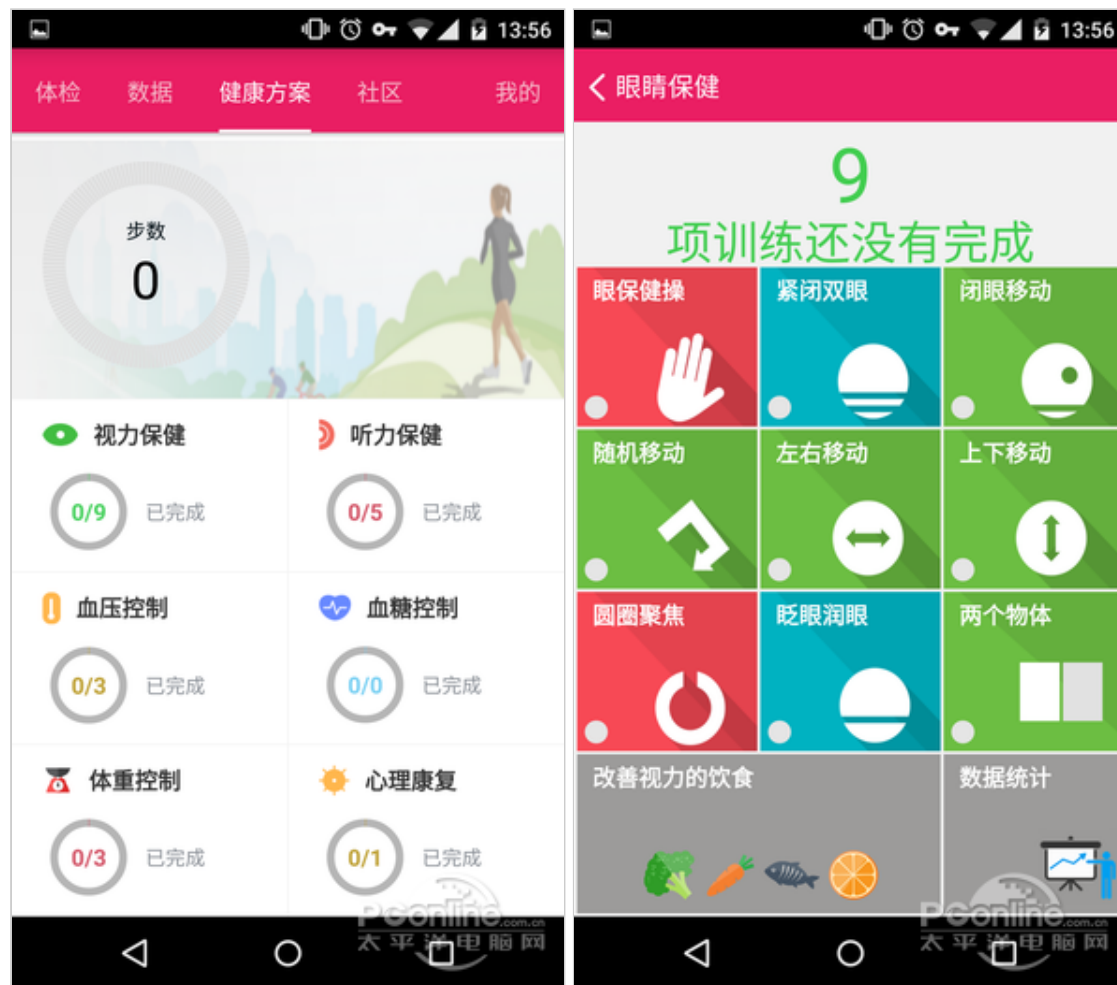 13:56
体检 数据 健康方案 社区 我的
步数
0
视力保健 听力保健
0/9 已完成 0/5 已完成
血压控制 血糖控制
0/3 已完成 0/0 已完成
体重控制 心理康复
0/3 已完成 0/1 已完成
PConline.com.cn
太平洋电脑网
13:56
眼睛保健
9
项训练还没有完成
眼保健操 紧闭双眼 闭眼移动
随机移动 左右移动 上下移动
圆圈聚焦 眨眼润眼 两个物体
改善视力的饮食 数据统计
PConline.com.cn
太平洋电脑网